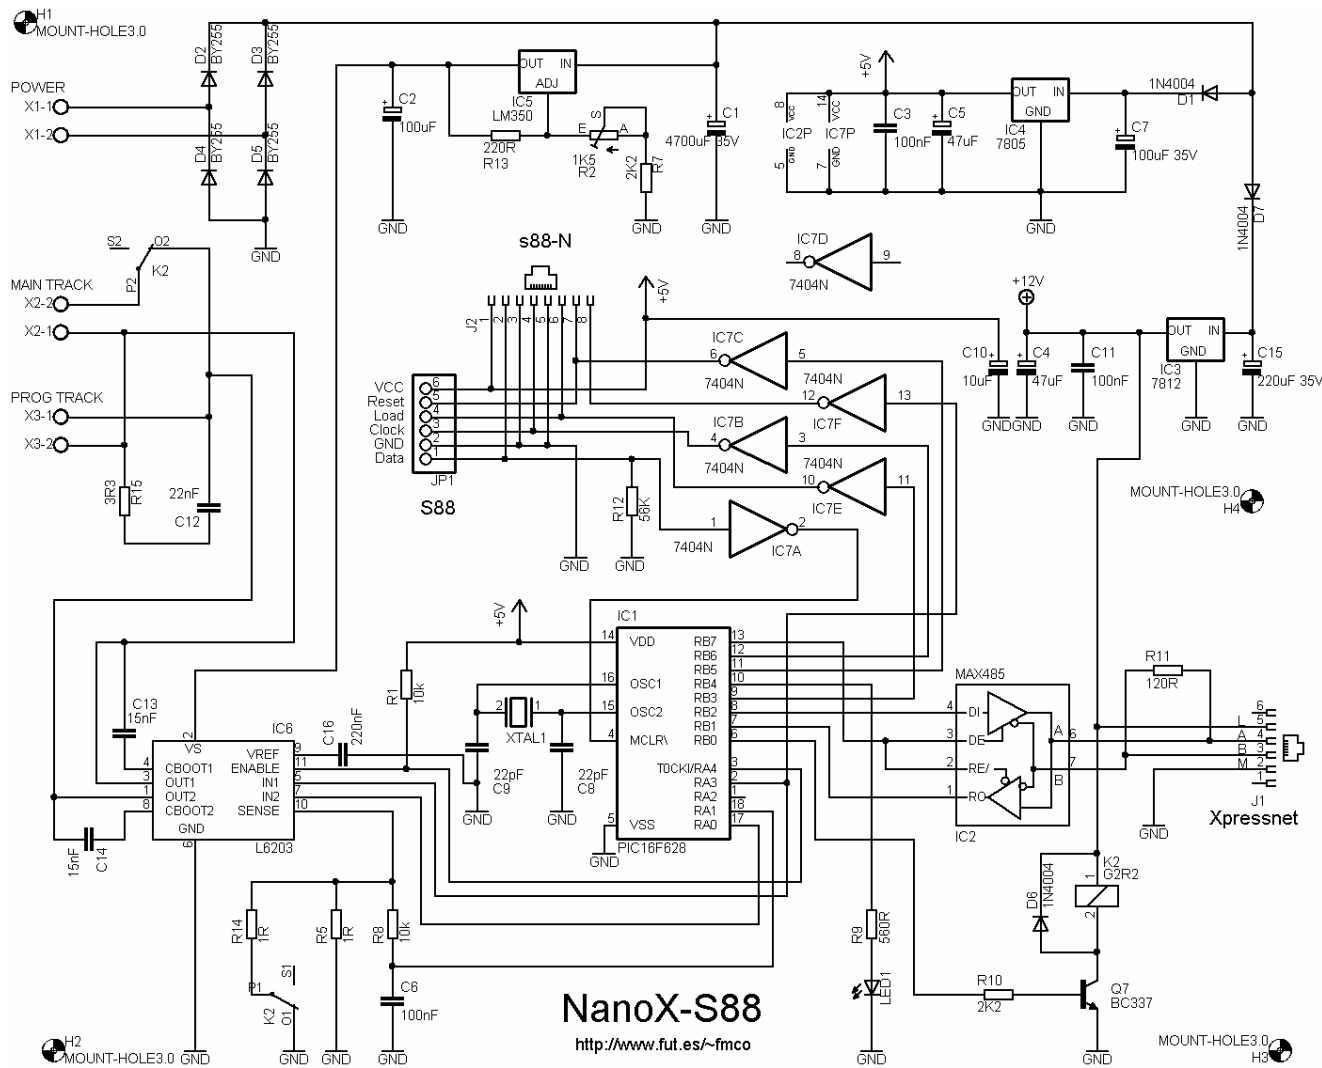 H1
MOUNT-HOLE3.0
D2
BY255
D3
BY255
POWER
X1-1
X1-2
D4
BY255
D5
BY255
GND
C2
100uF
GND
OUT
IN
ADJ
IC5
LM350
220R
R13
E
S
A
1K5
R2
2K2
R7
GND
C1
4700uF 35V
GND
+5V
8
VCC
IC2P
GND
5
14
VCC
IC7P
GND
7
C3
100nF
C5
47uF
OUT
IN
GND
IC4
7805
GND
1N4004
D1
C7
100uF 35V
1N4004
D7
S2
O2
P2
K2
MAIN TRACK
X2-2
X2-1
PROG TRACK
X3-1
X3-2
3R3
R15
22nF
C12
s88-N
J2
1
2
3
4
5
6
7
8
+5V
VCC
Reset
Load
Clock
GND
Data
6
5
4
3
2
1
JP1
S88
GND
R12
56K
GND
IC7D
8
9
7404N
IC7C
6
5
7404N
7404N
12
13
IC7F
IC7B
4
3
7404N
7404N
10
11
IC7E
1
2
7404N
IC7A
+12V
C10
10uF
GND
C4
47uF
GND
C11
100nF
GND
OUT
IN
GND
IC3
7812
GND
C15
220uF 35V
GND
MOUNT-HOLE3.0
H4
+5V
R1
10k
IC1
14
VDD
16
OSC1
15
OSC2
4
MCLR\
5
VSS
GND
PIC16F628
RB7
13
RB6
12
RB5
11
RB4
10
RB3
9
RB2
8
RB1
7
RB0
6
T0CKI/RA4
3
RA3
2
RA2
1
RA1
18
RA0
17
2
1
XTAL1
22pF
C9
GND
22pF
C8
GND
C13
15nF
C16
220nF
IC6
2
VS
VREF
9
ENABLE
11
IN1
5
IN2
7
SENSE
10
4
CBOOT1
3
OUT1
1
OUT2
8
CBOOT2
GND
6
L6203
15nF
C14
GND
R14
1R
R5
1R
R8
10k
P1
S1
K2
O1
GND
GND
C6
100nF
GND
MAX485
4
DI
3
DE
2
RE/
1
RO
A
6
7
B
IC2
R11
120R
6
5
4
3
2
1
L
A
B
M
J1
Xpressnet
GND
D6
1N4004
K2
G2R2
1
2
R9
560R
LED1
GND
R10
2K2
Q7
BC337
GND
NanoX-S88
http://www.fut.es/~fmco
H2
MOUNT-HOLE3.0
MOUNT-HOLE3.0
H3